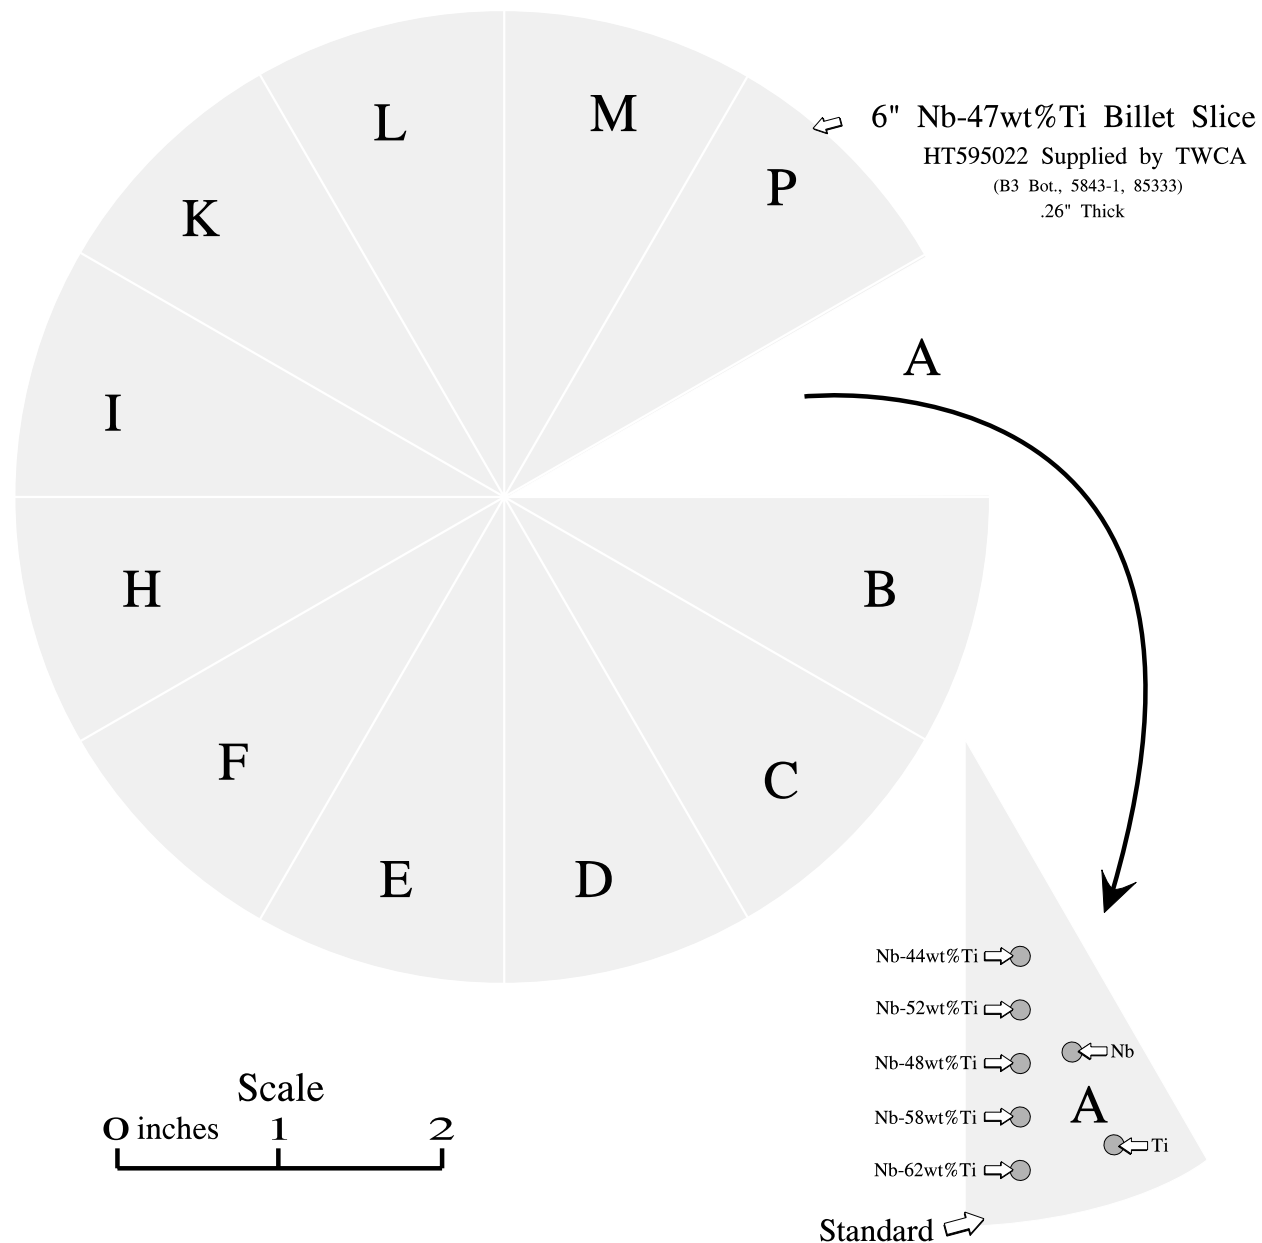 L
M
6" Nb-47wt%Ti Billet Slice
HT595022 Supplied by TWCA
(B3 Bot., 5843-1, 85333)
.26" Thick
P
K
A
I
H
B
F
C
E
D
Nb-44wt%Ti
Nb-52wt%Ti
Nb
Nb-48wt%Ti
A
Nb-58wt%Ti
Ti
Nb-62wt%Ti
Standard
Scale
0 inches 1 2